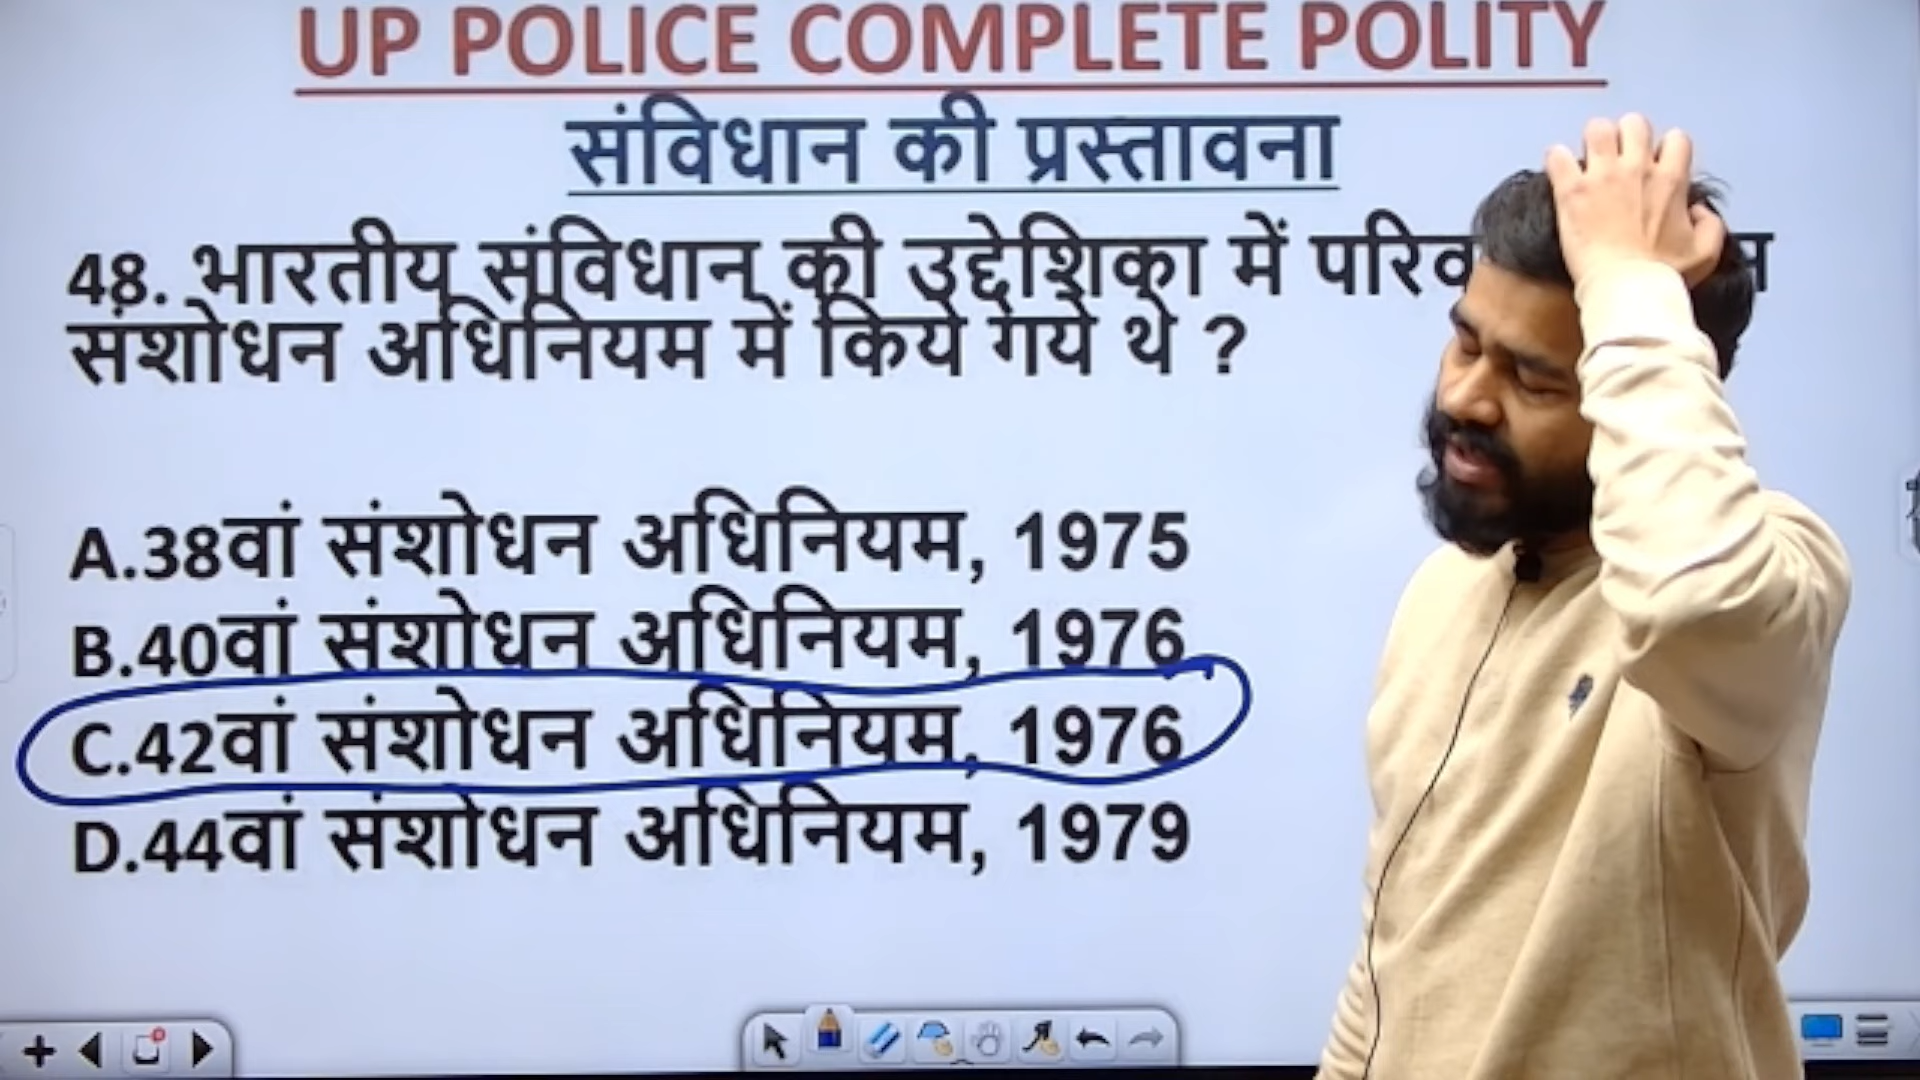 UP POLICE COMPLETE POLITY
संविधान की प्रस्तावना
48. भारतीय संविधान की उद्देशिका में
संशोधन अधिनियम में किये गये थे ?
A.38वां संशोधन अधिनियम, 1975
B.40वां संशोधन अधिनियम, 1976
C.42वां संशोधन अधिनियम, 1976
D.44वां संशोधन अधिनियम, 1979